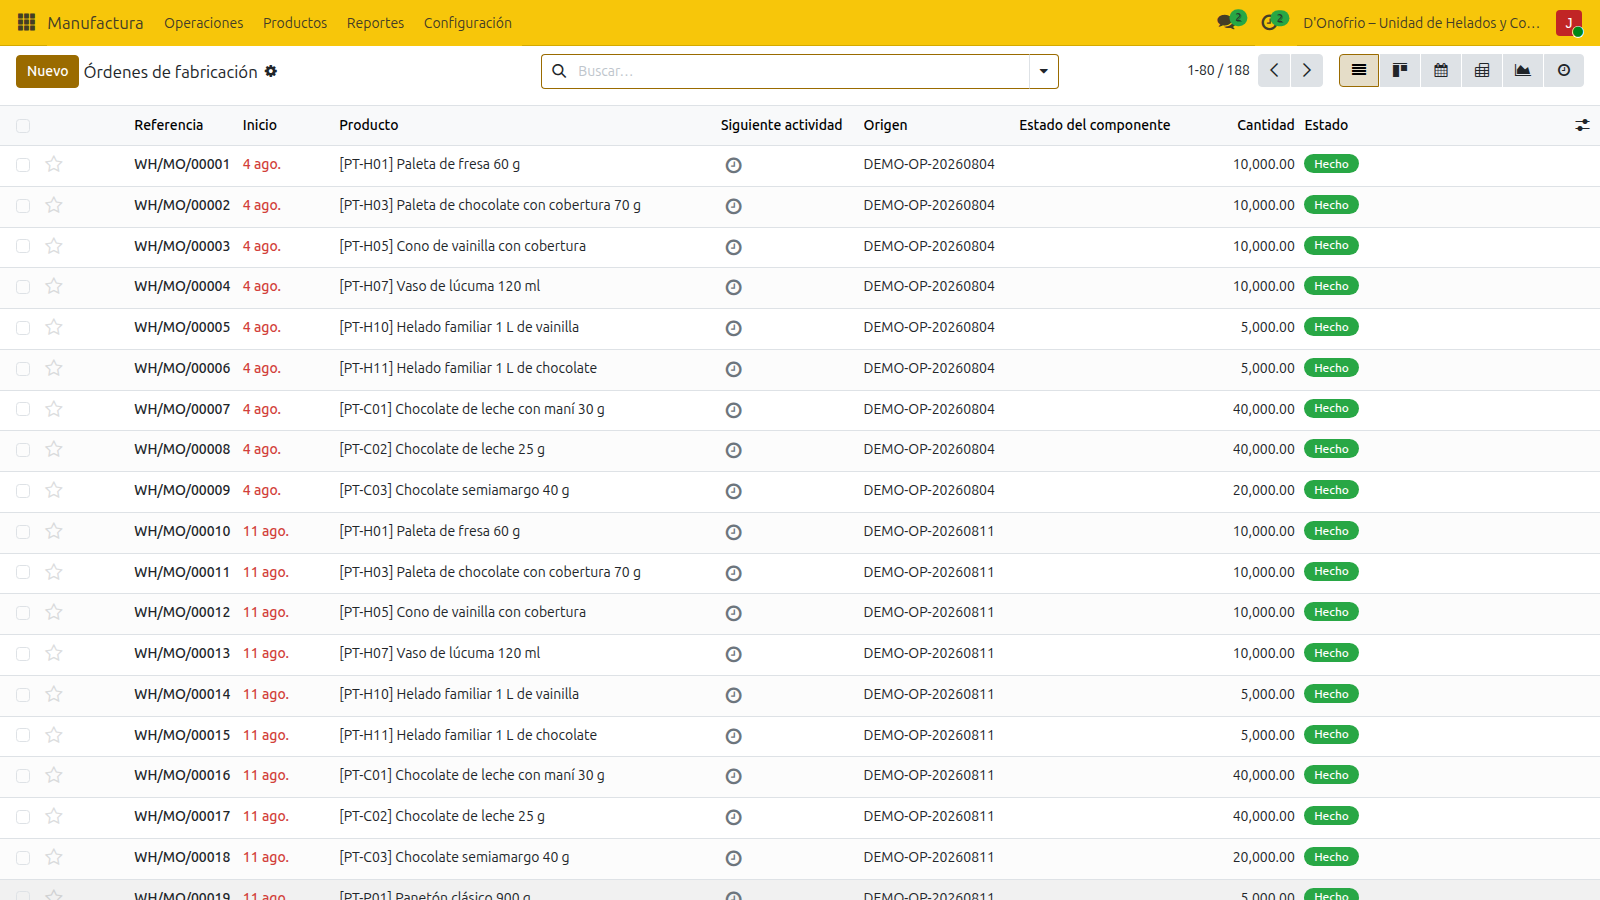 Manufactura Operaciones Productos Reportes Configuración 2 2 D'Onofrio – Unidad de Helados y Co... J
Nuevo Órdenes de fabricación Buscar... 1-80 / 188
Referencia Inicio Producto Siguiente actividad Origen Estado del componente Cantidad Estado
WH/MO/00001 4 ago. [PT-H01] Paleta de fresa 60 g DEMO-OP-20260804 10,000.00 Hecho
WH/MO/00002 4 ago. [PT-H03] Paleta de chocolate con cobertura 70 g DEMO-OP-20260804 10,000.00 Hecho
WH/MO/00003 4 ago. [PT-H05] Cono de vainilla con cobertura DEMO-OP-20260804 10,000.00 Hecho
WH/MO/00004 4 ago. [PT-H07] Vaso de lúcuma 120 ml DEMO-OP-20260804 10,000.00 Hecho
WH/MO/00005 4 ago. [PT-H10] Helado familiar 1 L de vainilla DEMO-OP-20260804 5,000.00 Hecho
WH/MO/00006 4 ago. [PT-H11] Helado familiar 1 L de chocolate DEMO-OP-20260804 5,000.00 Hecho
WH/MO/00007 4 ago. [PT-C01] Chocolate de leche con maní 30 g DEMO-OP-20260804 40,000.00 Hecho
WH/MO/00008 4 ago. [PT-C02] Chocolate de leche 25 g DEMO-OP-20260804 40,000.00 Hecho
WH/MO/00009 4 ago. [PT-C03] Chocolate semiamargo 40 g DEMO-OP-20260804 20,000.00 Hecho
WH/MO/00010 11 ago. [PT-H01] Paleta de fresa 60 g DEMO-OP-20260811 10,000.00 Hecho
WH/MO/00011 11 ago. [PT-H03] Paleta de chocolate con cobertura 70 g DEMO-OP-20260811 10,000.00 Hecho
WH/MO/00012 11 ago. [PT-H05] Cono de vainilla con cobertura DEMO-OP-20260811 10,000.00 Hecho
WH/MO/00013 11 ago. [PT-H07] Vaso de lúcuma 120 ml DEMO-OP-20260811 10,000.00 Hecho
WH/MO/00014 11 ago. [PT-H10] Helado familiar 1 L de vainilla DEMO-OP-20260811 5,000.00 Hecho
WH/MO/00015 11 ago. [PT-H11] Helado familiar 1 L de chocolate DEMO-OP-20260811 5,000.00 Hecho
WH/MO/00016 11 ago. [PT-C01] Chocolate de leche con maní 30 g DEMO-OP-20260811 40,000.00 Hecho
WH/MO/00017 11 ago. [PT-C02] Chocolate de leche 25 g DEMO-OP-20260811 40,000.00 Hecho
WH/MO/00018 11 ago. [PT-C03] Chocolate semiamargo 40 g DEMO-OP-20260811 20,000.00 Hecho
WH/MO/00019 11 ago. [PT-P01] Panetón clásico 900 g DEMO-OP-20260811 5,000.00 Hecho